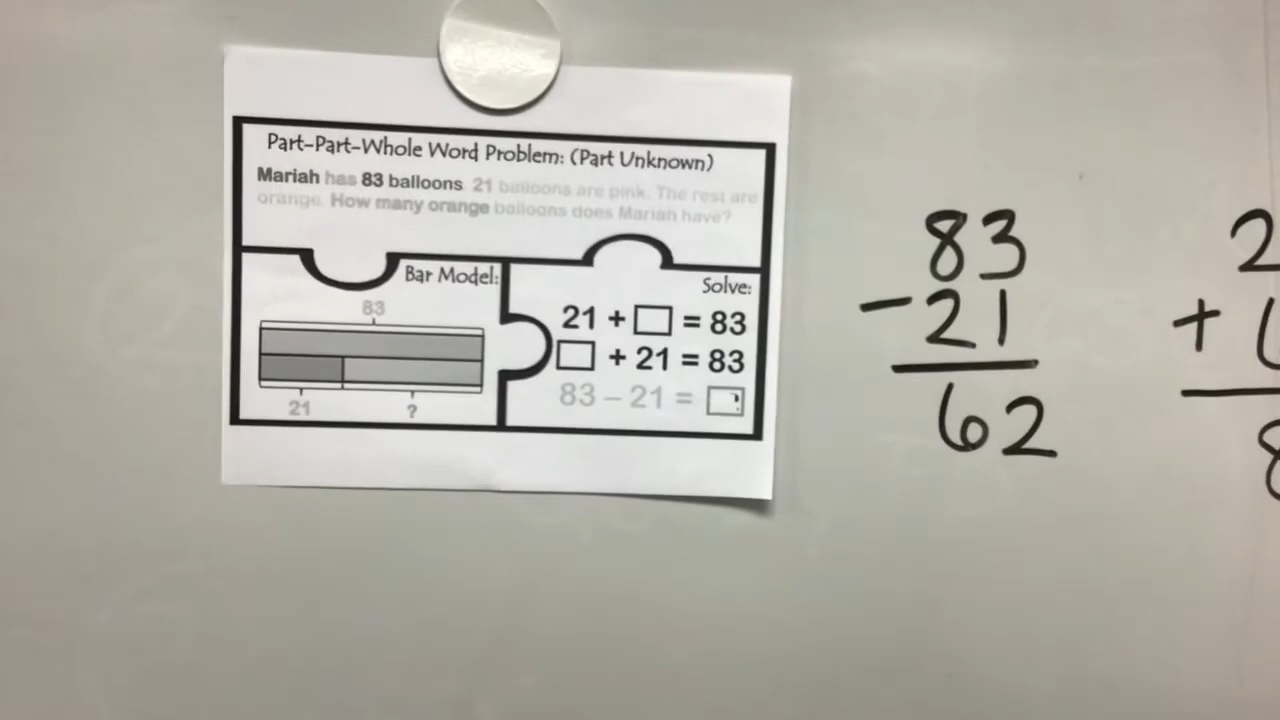 Part-Part-Whole Word Problem: (Part Unknown)
Mariah has 83 balloons 21 balloons are pink. The rest are
orange. How many orange balloons does Mariah have?
Bar Model:
83
21 ?
Solve:
21 + □ = 83
□ + 21 = 83
83 – 21 = □
83
-21
62
2
+
8